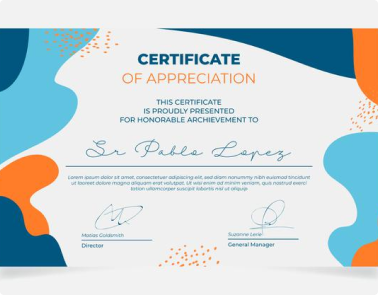 CERTIFICATE
OF APPRECIATION
THIS CERTIFICATE
IS PROUDLY PRESENTED
FOR HONORABLE ARCHIEVEMENT TO
Sr Pablo Lopez
Lorem ipsum dolor sit amet, consectetuer adipiscing elit, sed diam nonummy nibh euismod tincidunt
ut laoreet dolore magna aliquam erat volutpat. Ut wisi enim ad minim veniam, quis nostrud exerci
tation ullamcorper suscipit lobortis nisl ut aliquip
Matias Goldsmith
Director
Suzanne Lane
General Manager